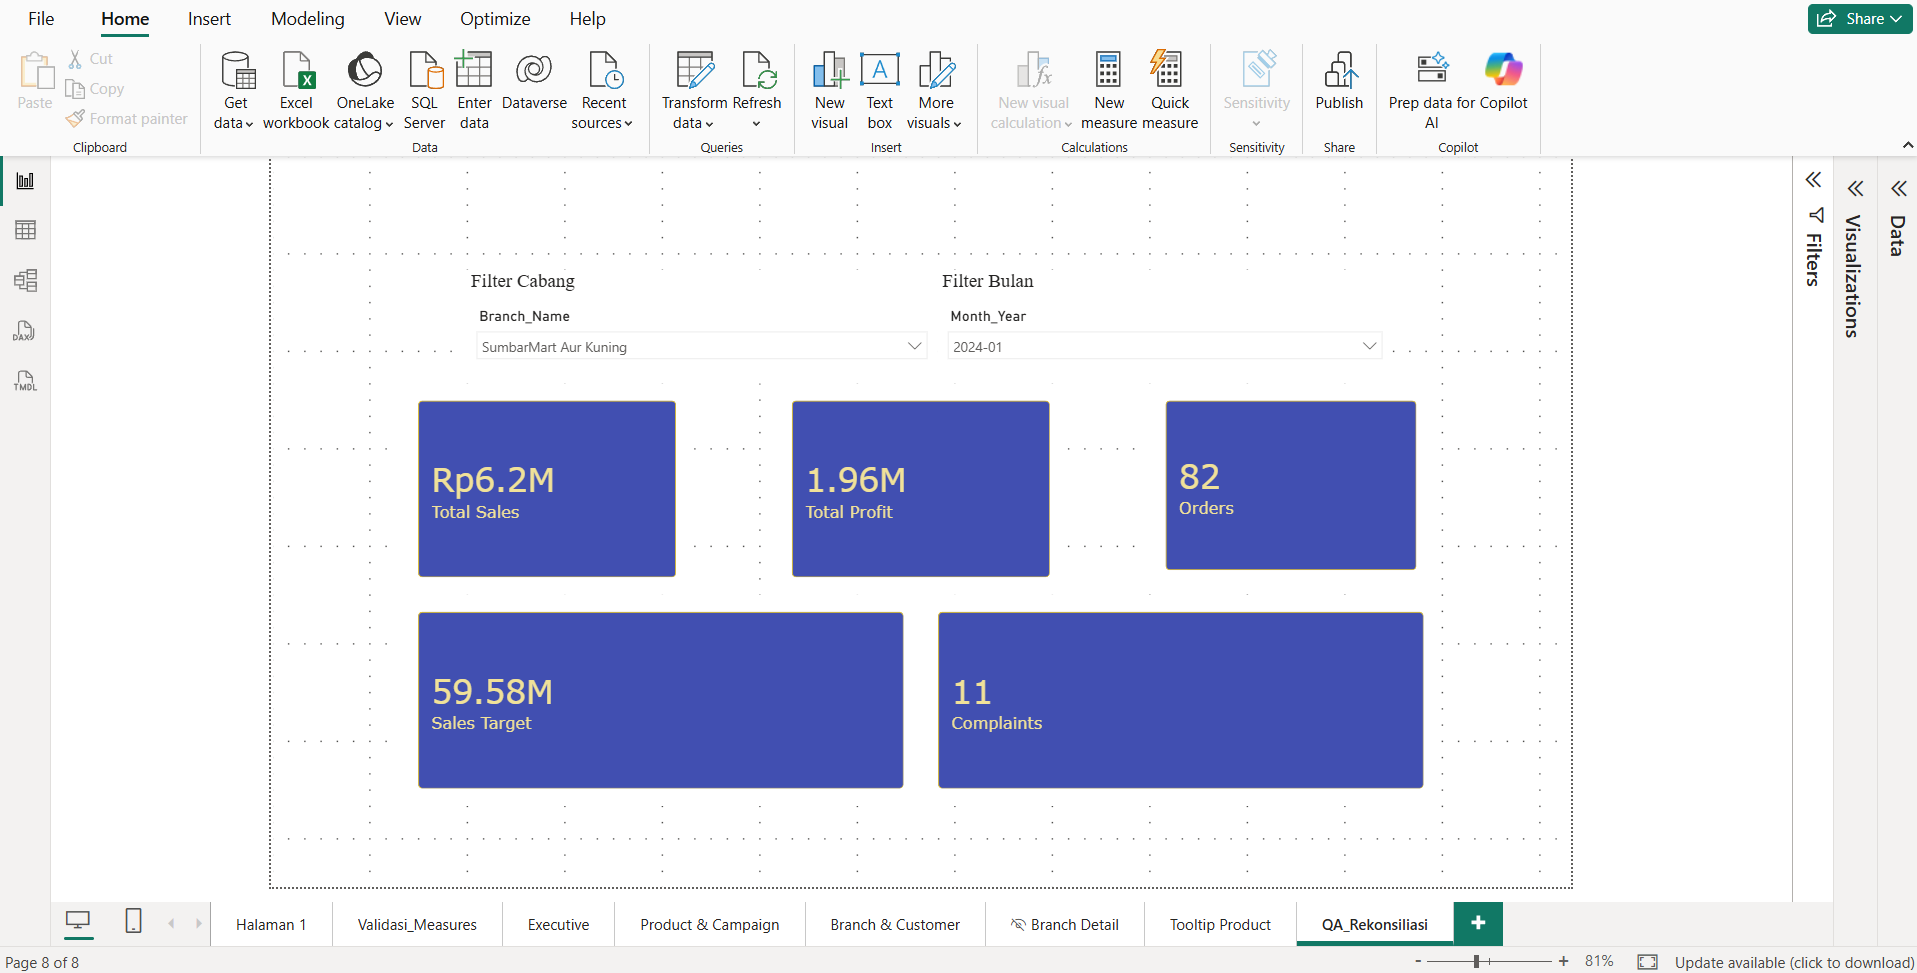 File Home Insert Modeling View Optimize Help
Share
Paste
Cut
Copy
Format painter
Clipboard
Get data
Excel workbook
OneLake catalog
SQL Server
Enter data
Dataverse
Recent sources
Data
Transform data
Refresh
Queries
New visual
Text box
More visuals
Insert
New visual calculation
New measure
Quick measure
Calculations
Sensitivity
Sensitivity
Publish
Share
Prep data for AI
Copilot
Copilot
DAX
TMDL
Filter Cabang
Branch_Name
SumbarMart Aur Kuning
Filter Bulan
Month_Year
2024-01
Rp6.2M
Total Sales
1.96M
Total Profit
82
Orders
59.58M
Sales Target
11
Complaints
Filters
Visualizations
Data
Halaman 1
Validasi_Measures
Executive
Product & Campaign
Branch & Customer
Branch Detail
Tooltip Product
QA_Rekonsiliasi
+
Page 8 of 8
- + 81%
Update available (click to download)